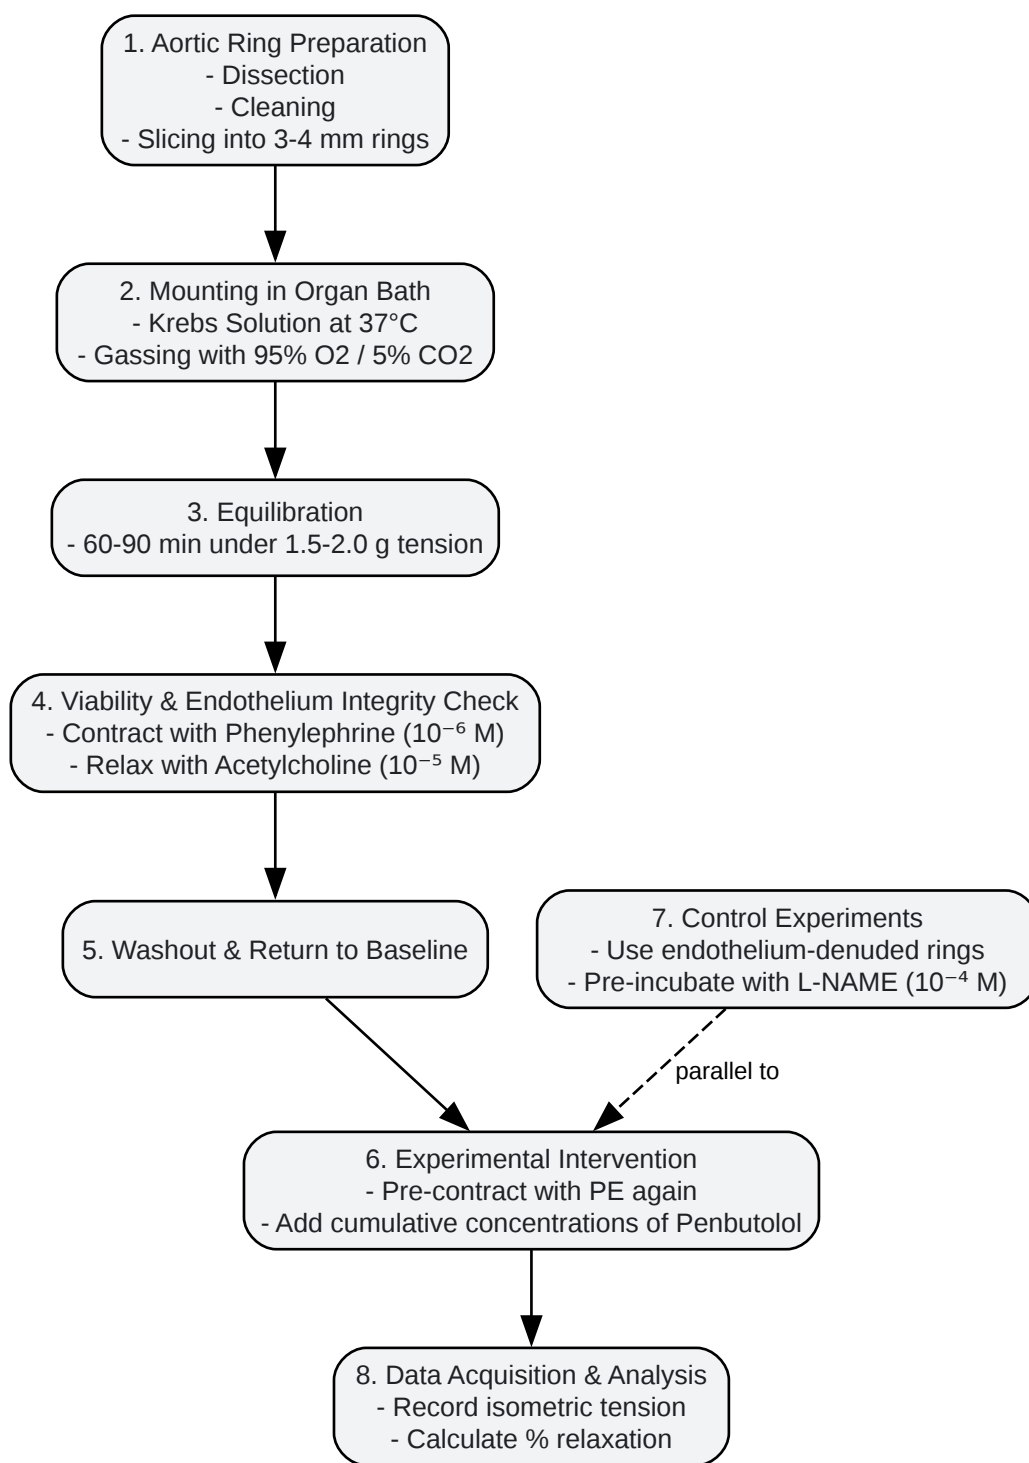 1. Aortic Ring Preparation
- Dissection
- Cleaning
- Slicing into 3-4 mm rings
2. Mounting in Organ Bath
- Krebs Solution at 37°C
- Gassing with 95% O2 / 5% CO2
3. Equilibration
- 60-90 min under 1.5-2.0 g tension
4. Viability & Endothelium Integrity Check
- Contract with Phenylephrine (10⁻⁶ M)
- Relax with Acetylcholine (10⁻⁵ M)
5. Washout & Return to Baseline
7. Control Experiments
- Use endothelium-denuded rings
- Pre-incubate with L-NAME (10⁻⁴ M)
parallel to
6. Experimental Intervention
- Pre-contract with PE again
- Add cumulative concentrations of Penbutolol
8. Data Acquisition & Analysis
- Record isometric tension
- Calculate % relaxation